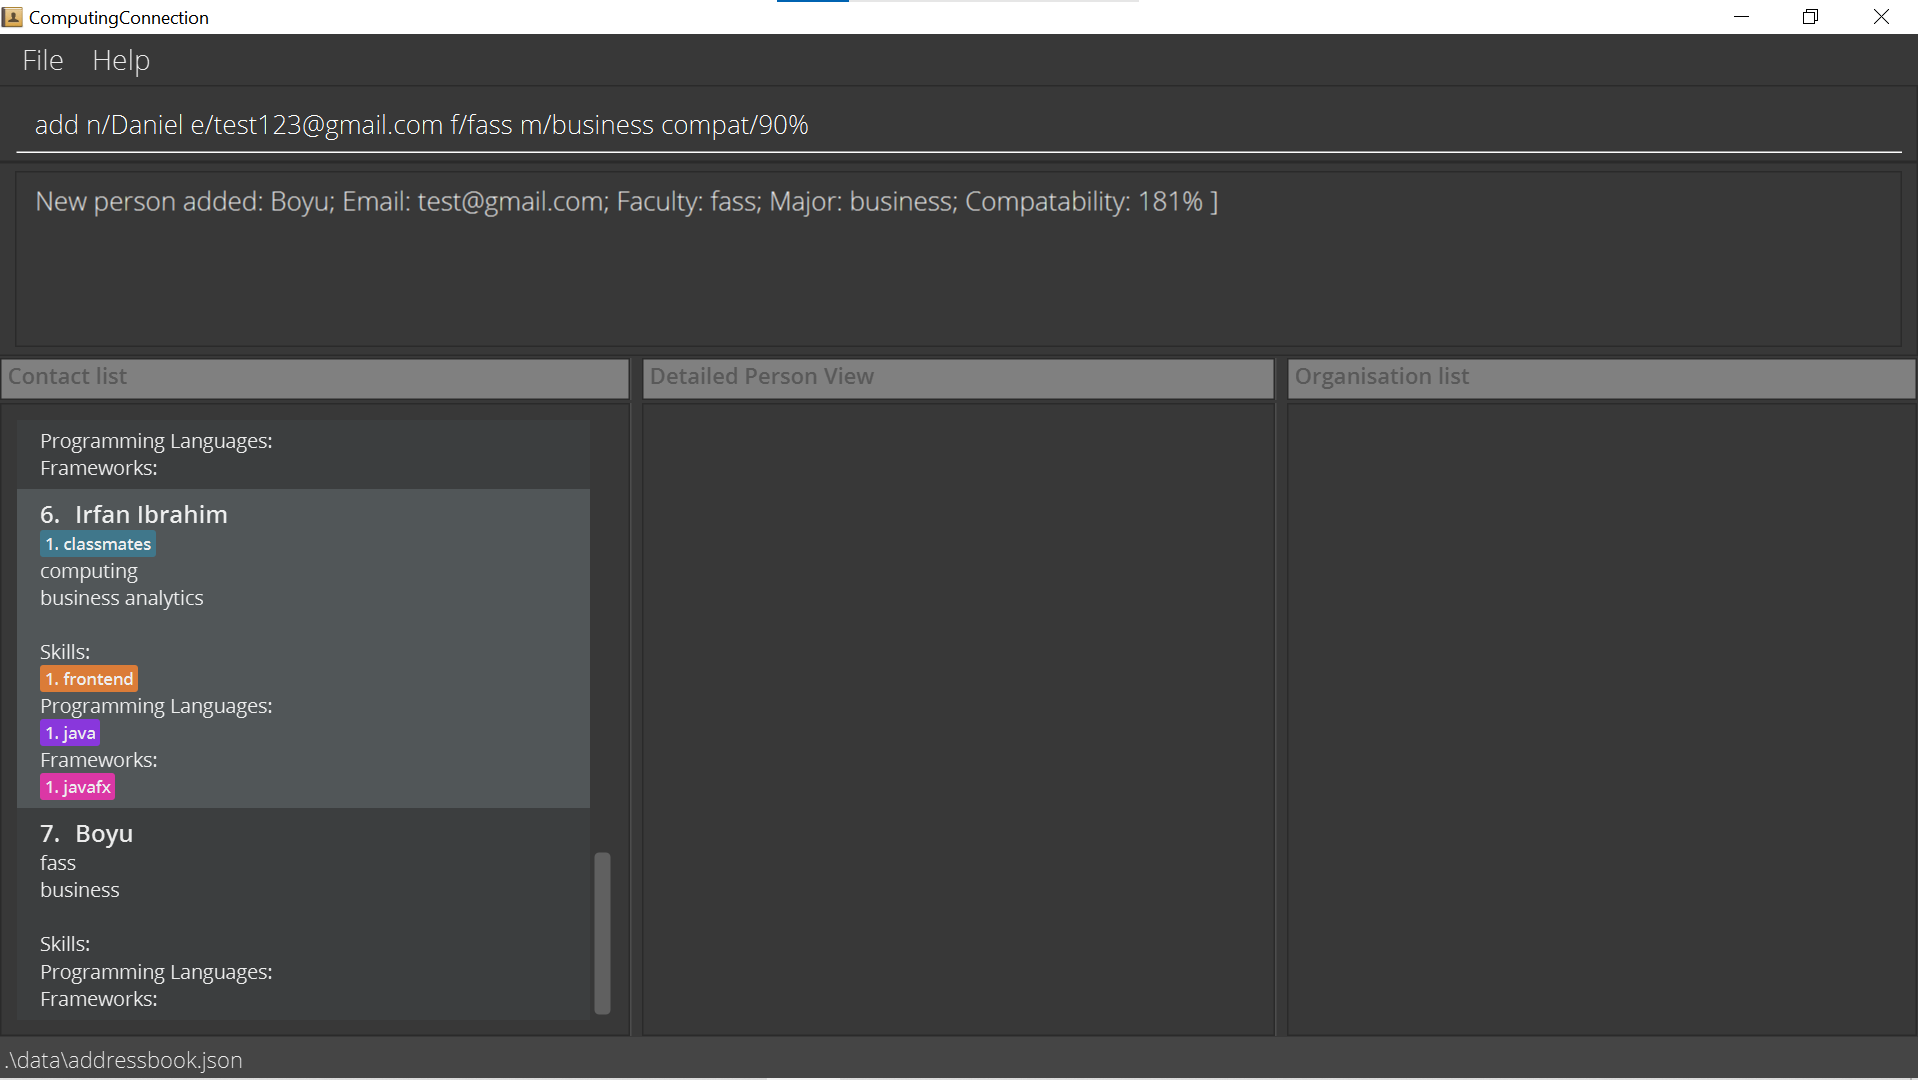 ComputingConnection
File Help
add n/Daniel e/test123@gmail.com f/fass m/business compat/90%
New person added: Boyu; Email: test@gmail.com; Faculty: fass; Major: business; Compatability: 181% ]
Contact list
Detailed Person View
Organisation list
Programming Languages:
Frameworks:
6. Irfan Ibrahim
1. classmates
computing
business analytics
Skills:
1. frontend
Programming Languages:
1. java
Frameworks:
1. javafx
7. Boyu
fass
business
Skills:
Programming Languages:
Frameworks:
.\data\addressbook.json